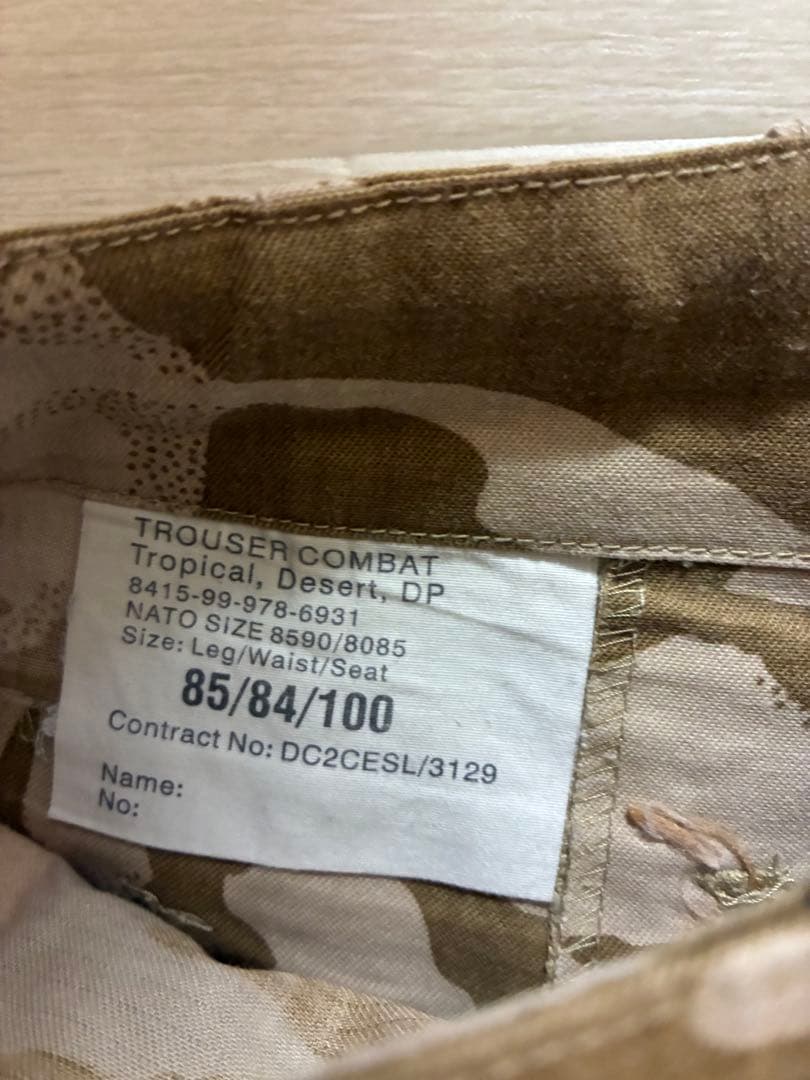 TROUSER COMBAT
Tropical, Desert, DP
8415-99-978-6931
NATO SIZE 8590/8085
Size: Leg/Waist/Seat
85/84/100
Contract No: DC2CESL/3129
Name:
No: